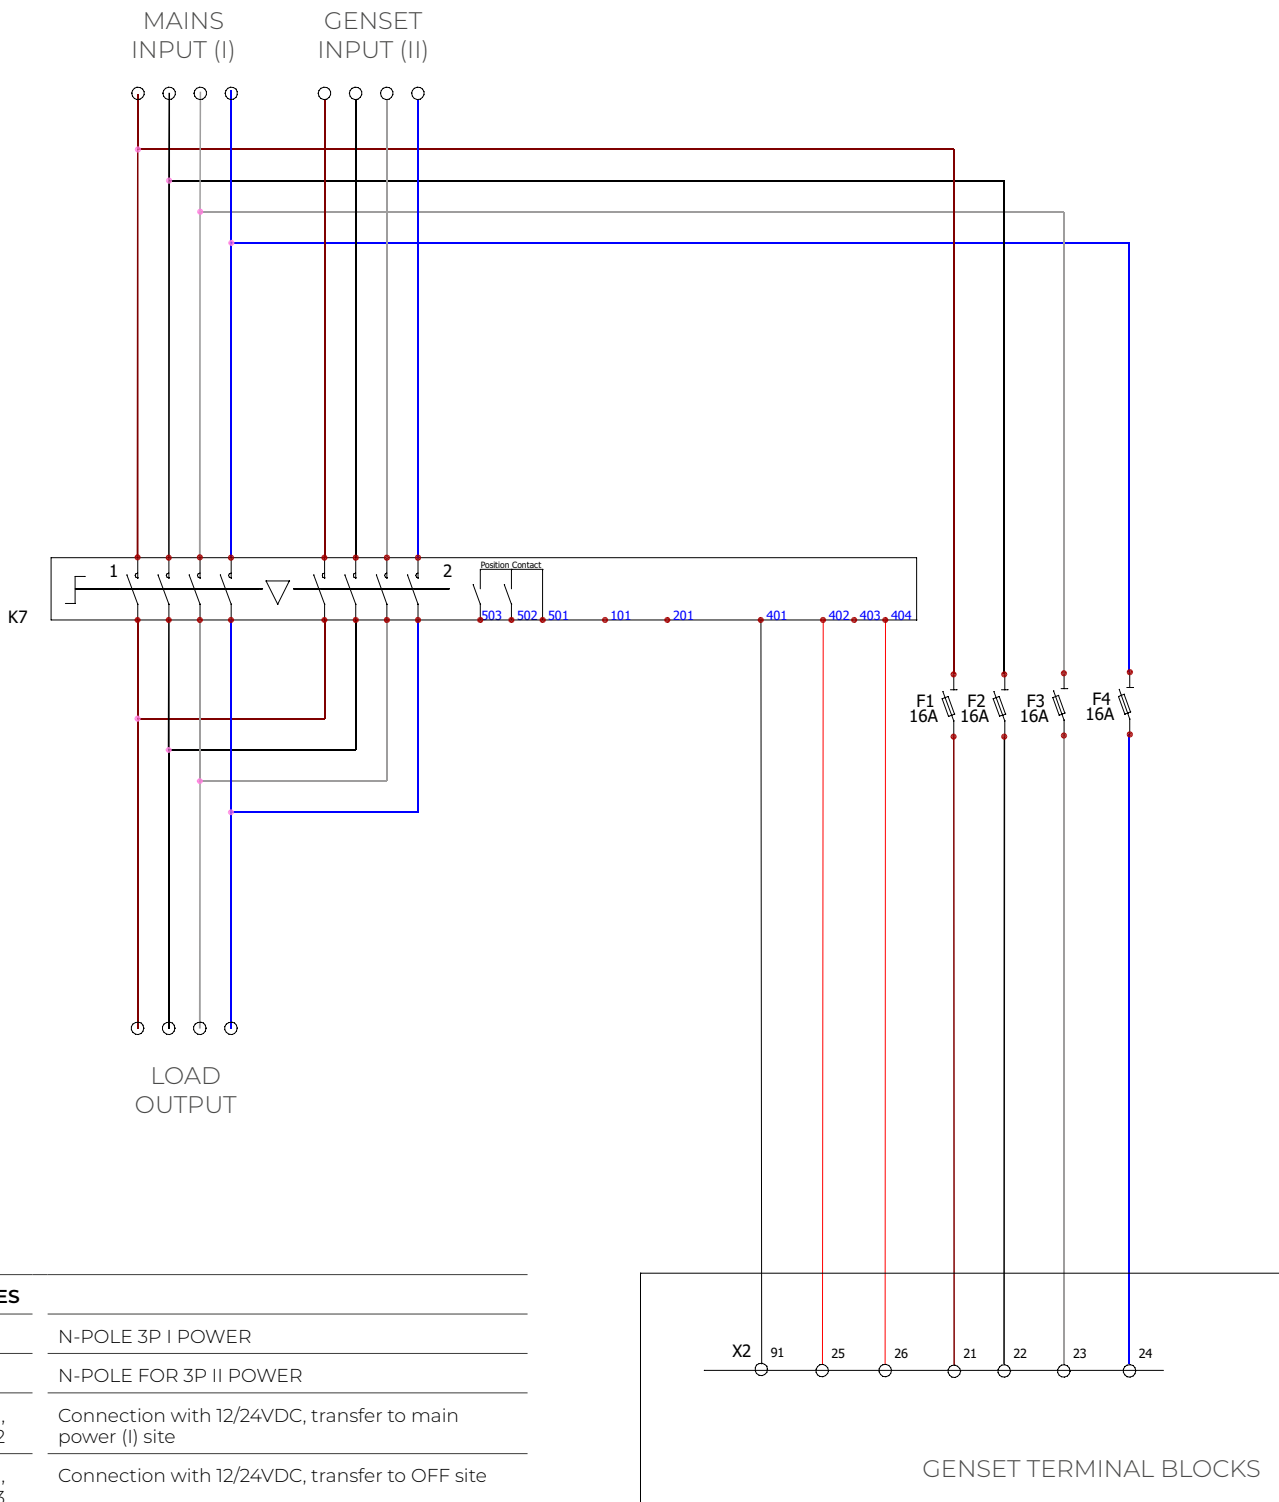 MAINS
INPUT (I)
GENSET
INPUT (II)
1
2
Position Contact
K7
503
502
501
101
201
401
402
403
404
F1
16A
F2
16A
F3
16A
F4
16A
LOAD
OUTPUT
ES
N-POLE 3P I POWER
N-POLE FOR 3P II POWER
,
2
Connection with 12/24VDC, transfer to main
power (I) site
,
3
Connection with 12/24VDC, transfer to OFF site
X2
91
25
26
21
22
23
24
GENSET TERMINAL BLOCKS